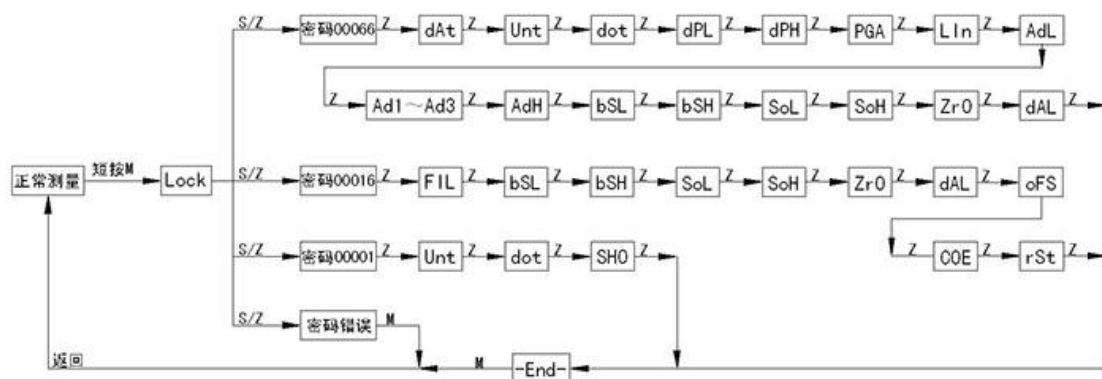 S/Z 密码00066 Z dAt Z Unt Z dot Z dPL Z dPH Z PGA Z LIn Z AdL
Z Ad1～Ad3 Z AdH Z bSL Z bSH Z SoL Z SoH Z Zr0 Z dAL Z
正常测量 短按M Lock S/Z 密码00016 Z FIL Z bSL Z bSH Z SoL Z SoH Z Zr0 Z dAL Z oFS
Z COE Z rSt Z
S/Z 密码00001 Z Unt Z dot Z SHO Z
S/Z 密码错误 M
返回 M -End-